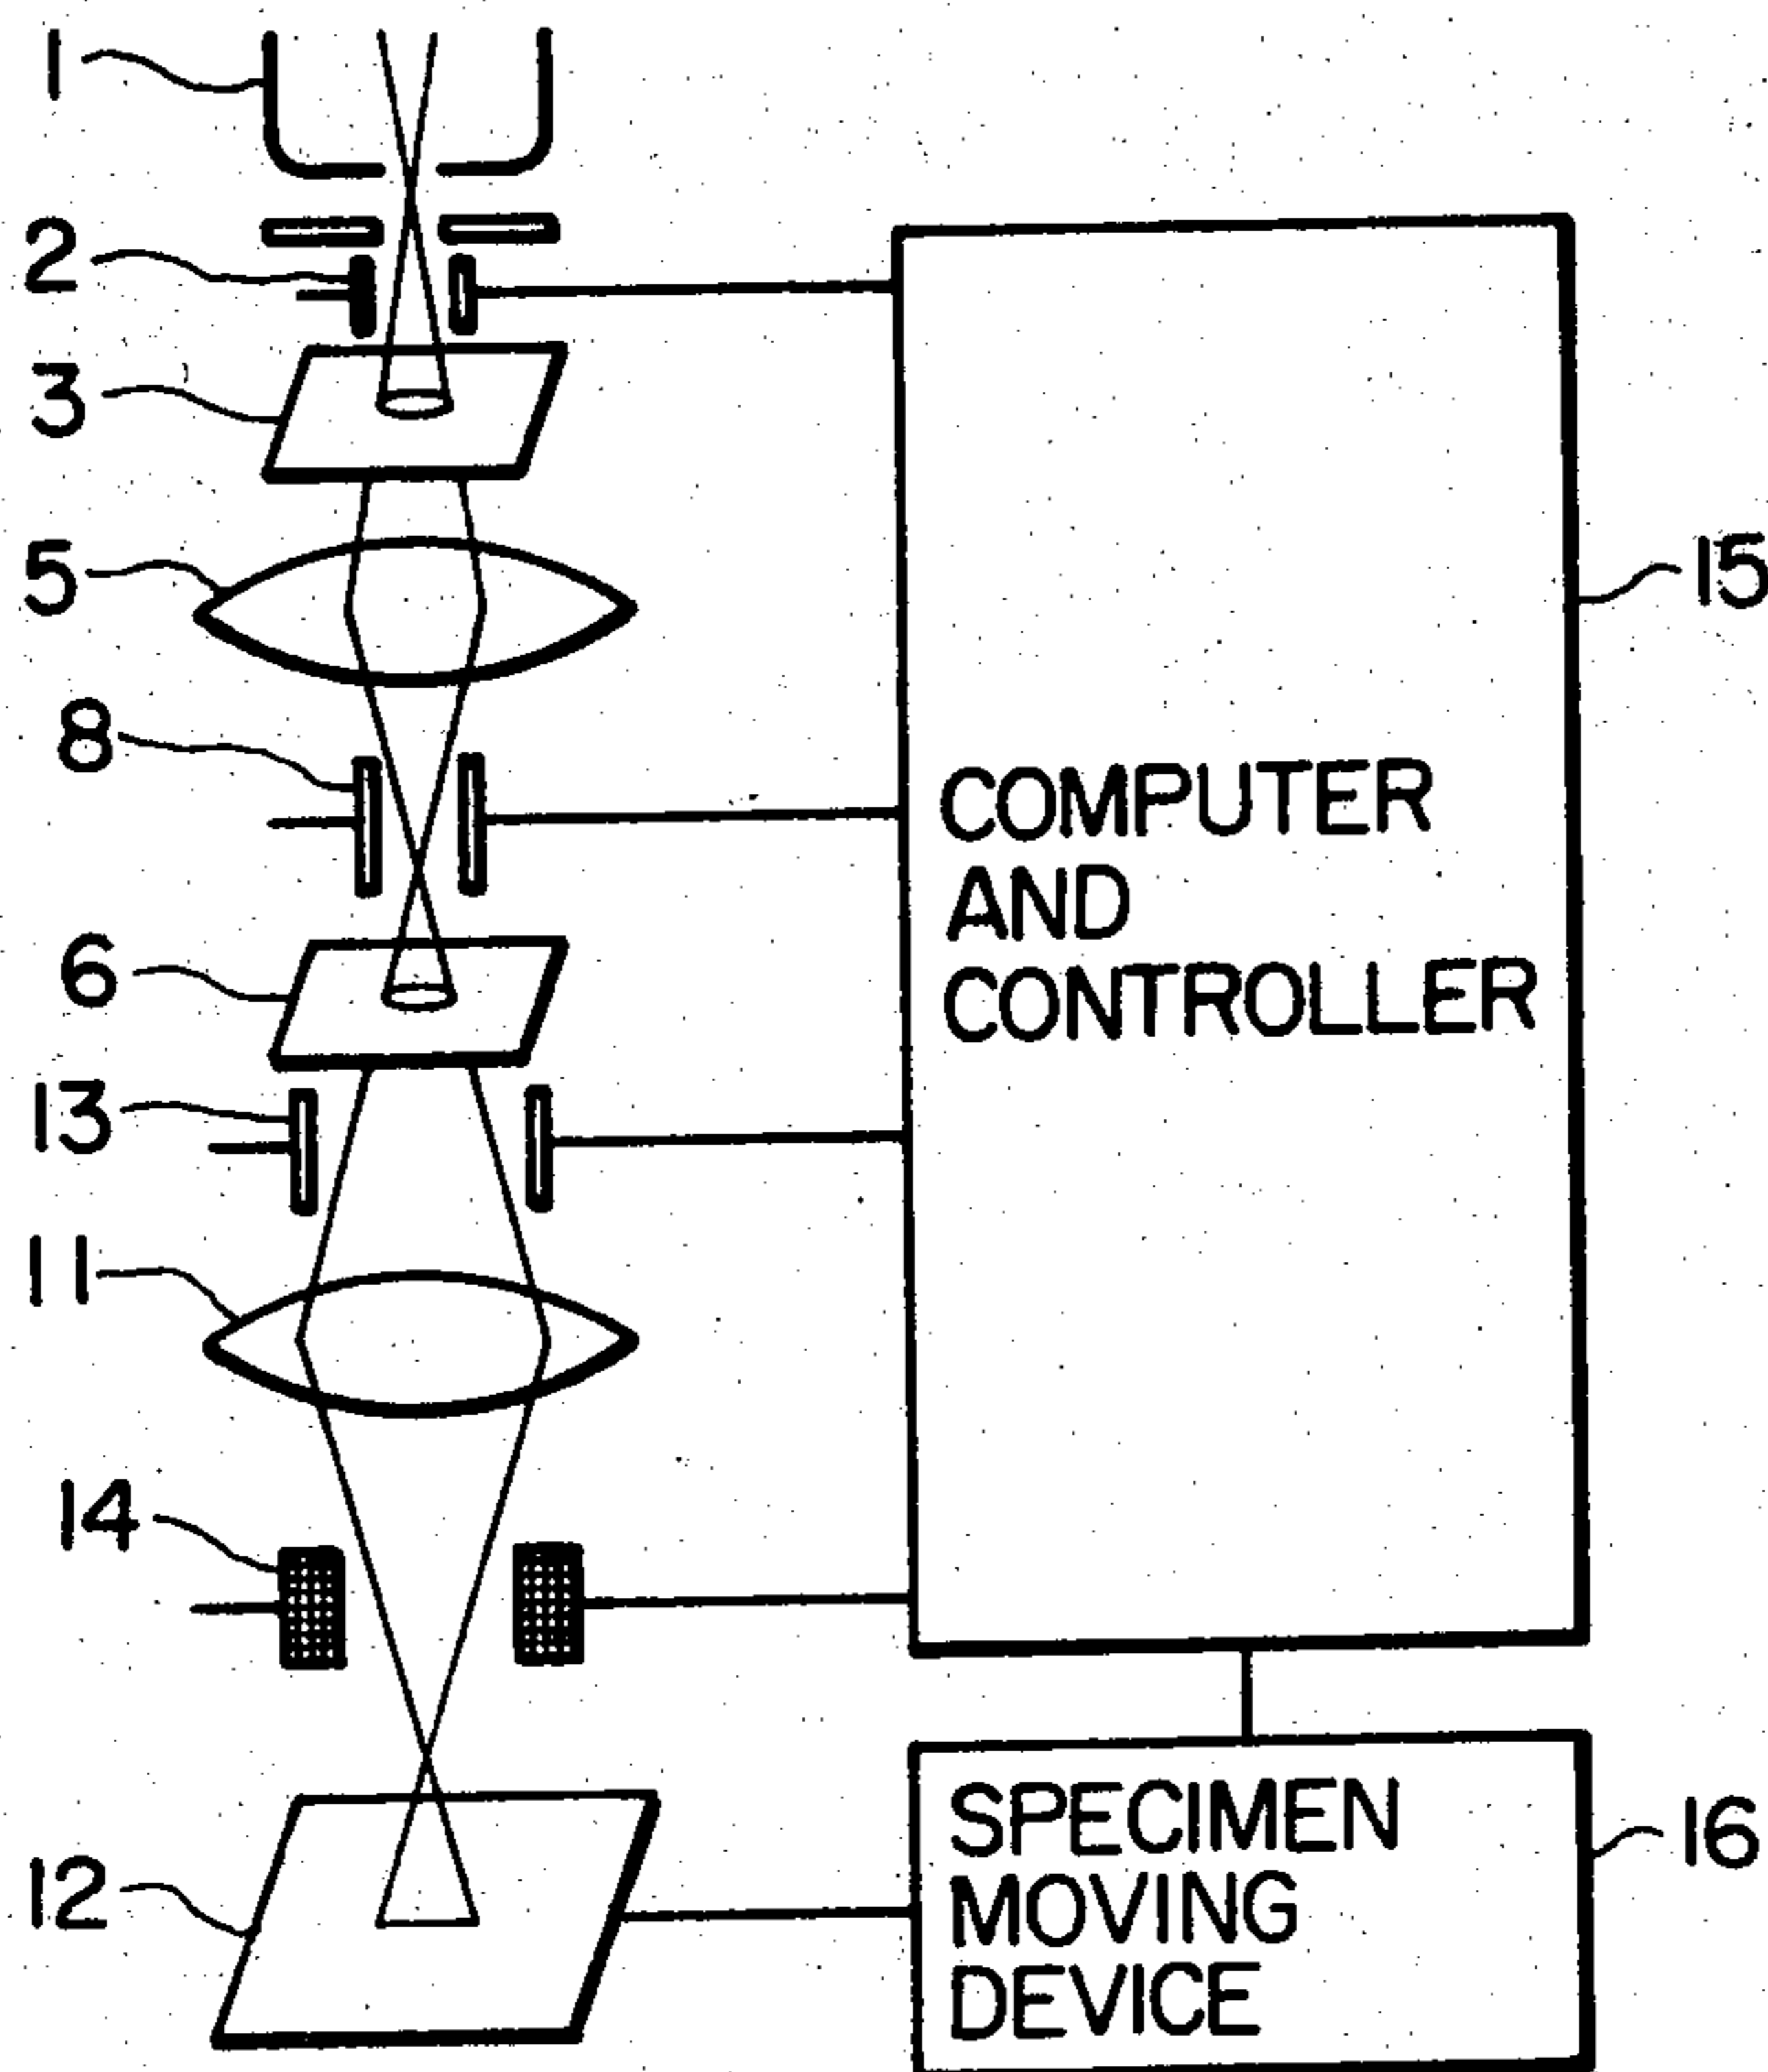 1
2
3
5
8
6
13
11
14
12
COMPUTER
AND
CONTROLLER
15
SPECIMEN
MOVING
DEVICE
16